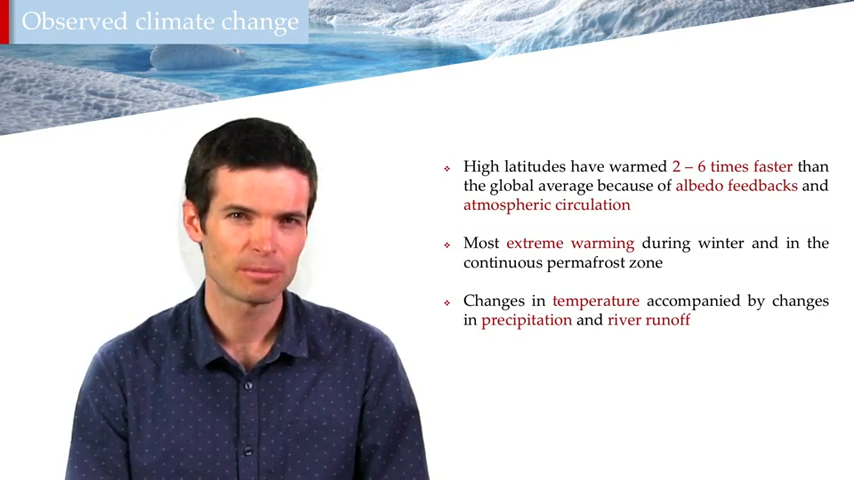 Observed climate change
High latitudes have warmed 2 – 6 times faster than
the global average because of albedo feedbacks and
atmospheric circulation
Most extreme warming during winter and in the
continuous permafrost zone
Changes in temperature accompanied by changes
in precipitation and river runoff